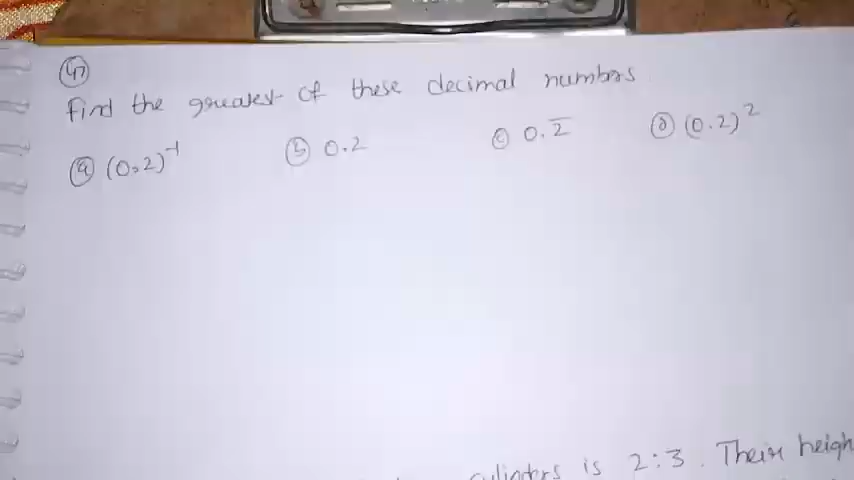 47
Find the greatest of these decimal numbers
a (0.2)⁻¹ b 0.2 c 0.2̅ d (0.2)²
cylinders is 2:3. Their heigh